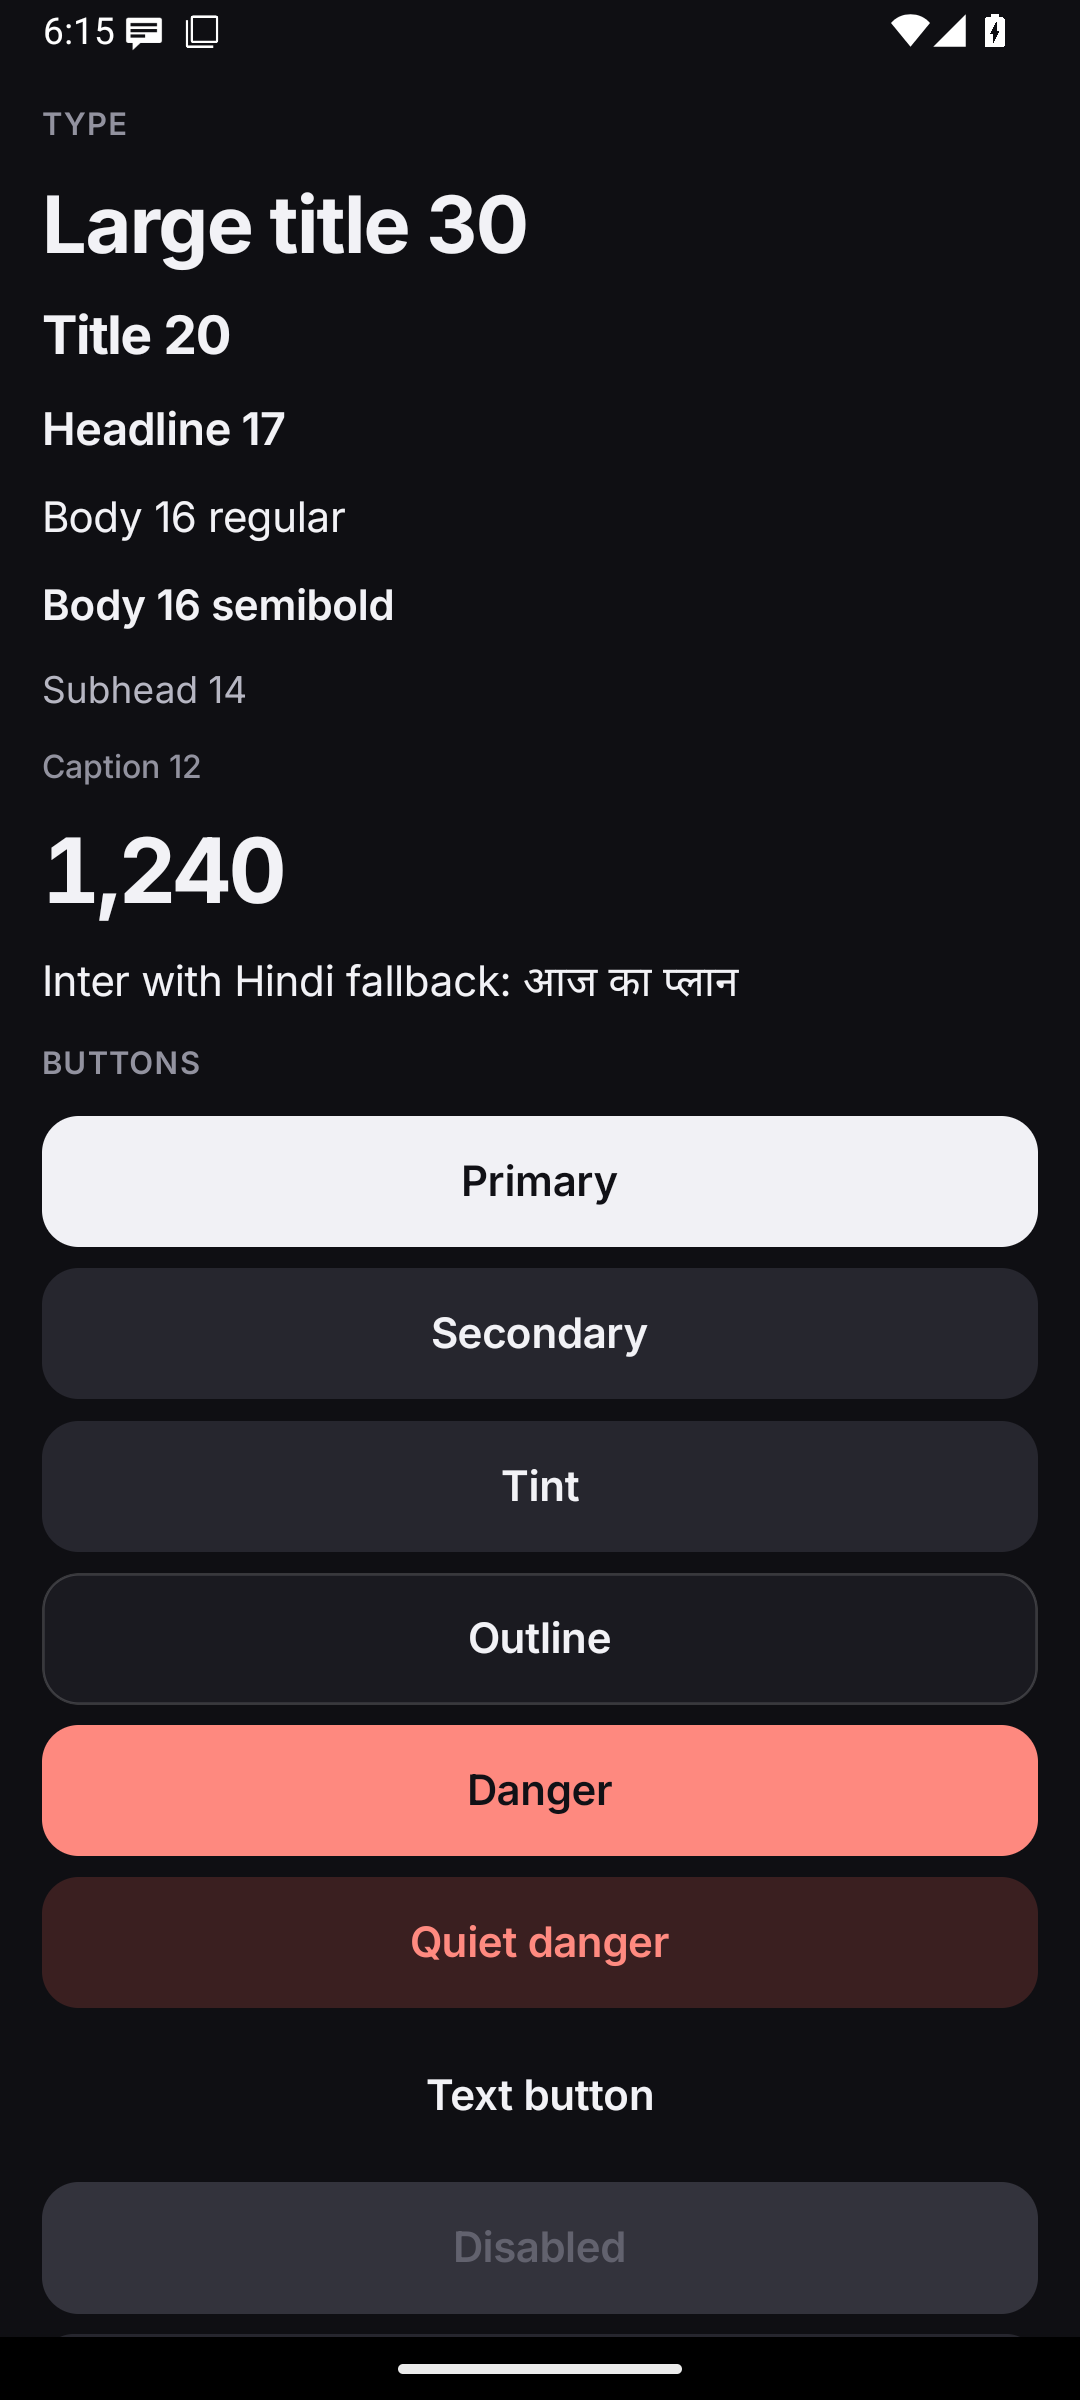 6:15
TYPE
Large title 30
Title 20
Headline 17
Body 16 regular
Body 16 semibold
Subhead 14
Caption 12
1,240
Inter with Hindi fallback: आज का प्लान
BUTTONS
Primary
Secondary
Tint
Outline
Danger
Quiet danger
Text button
Disabled